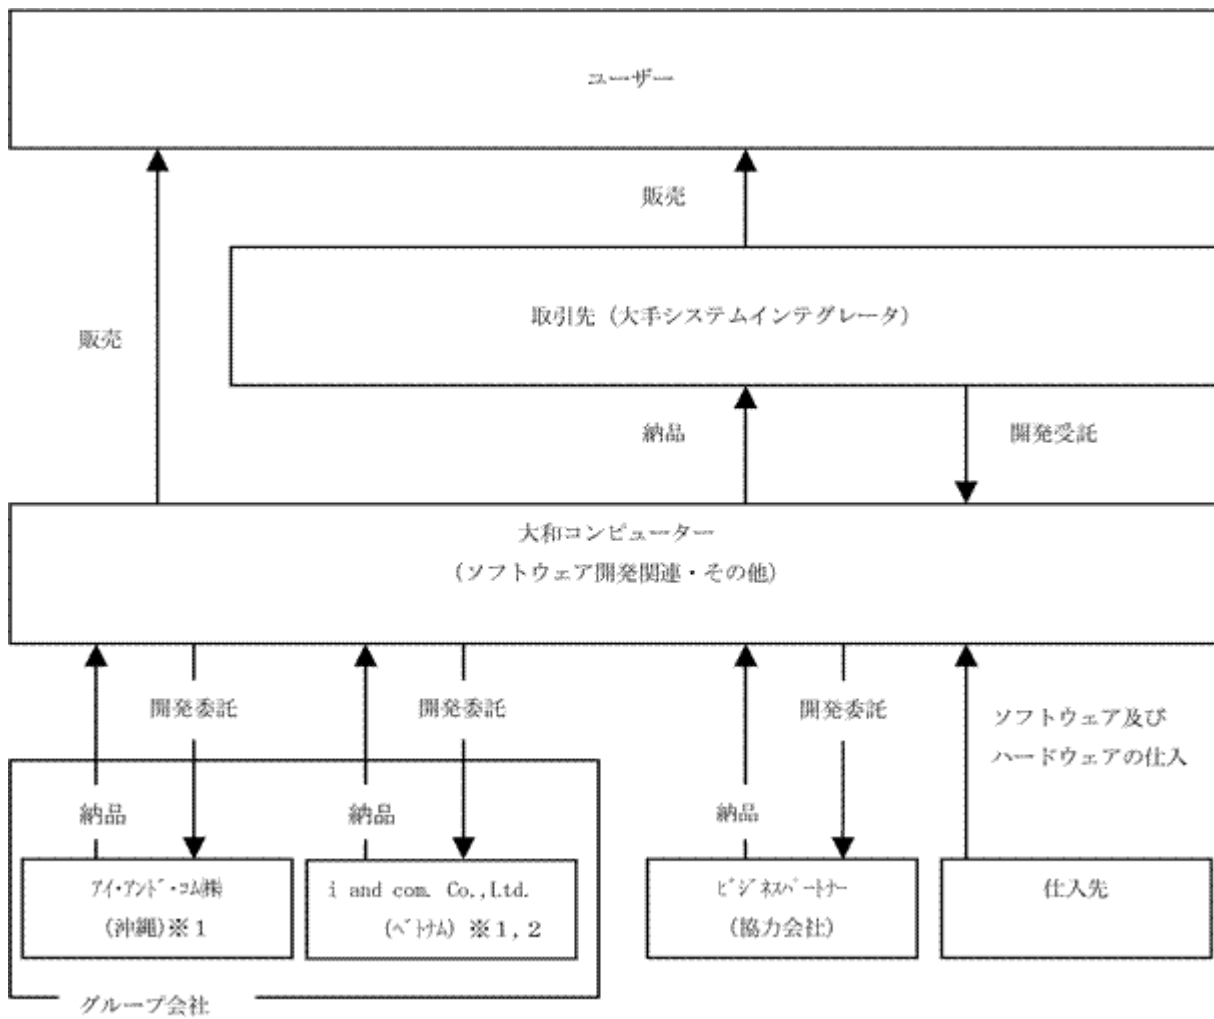 ユーザー
販売
取引先（大手システムインテグレータ）
販売
納品
開発受託
大和コンピューター
（ソフトウェア開発関連・その他）
開発委託
開発委託
開発委託
ソフトウェア及び
ハードウェアの仕入
納品
納品
納品
ｱｲ・ｱﾝﾄﾞ・ｺﾑ㈱
（沖縄）※１
i and com. Co.,Ltd.
（ﾍﾞﾄﾅﾑ）※１,２
ﾋﾞｼﾞﾈｽﾊﾟｰﾄﾅｰ
（協力会社）
仕入先
グループ会社